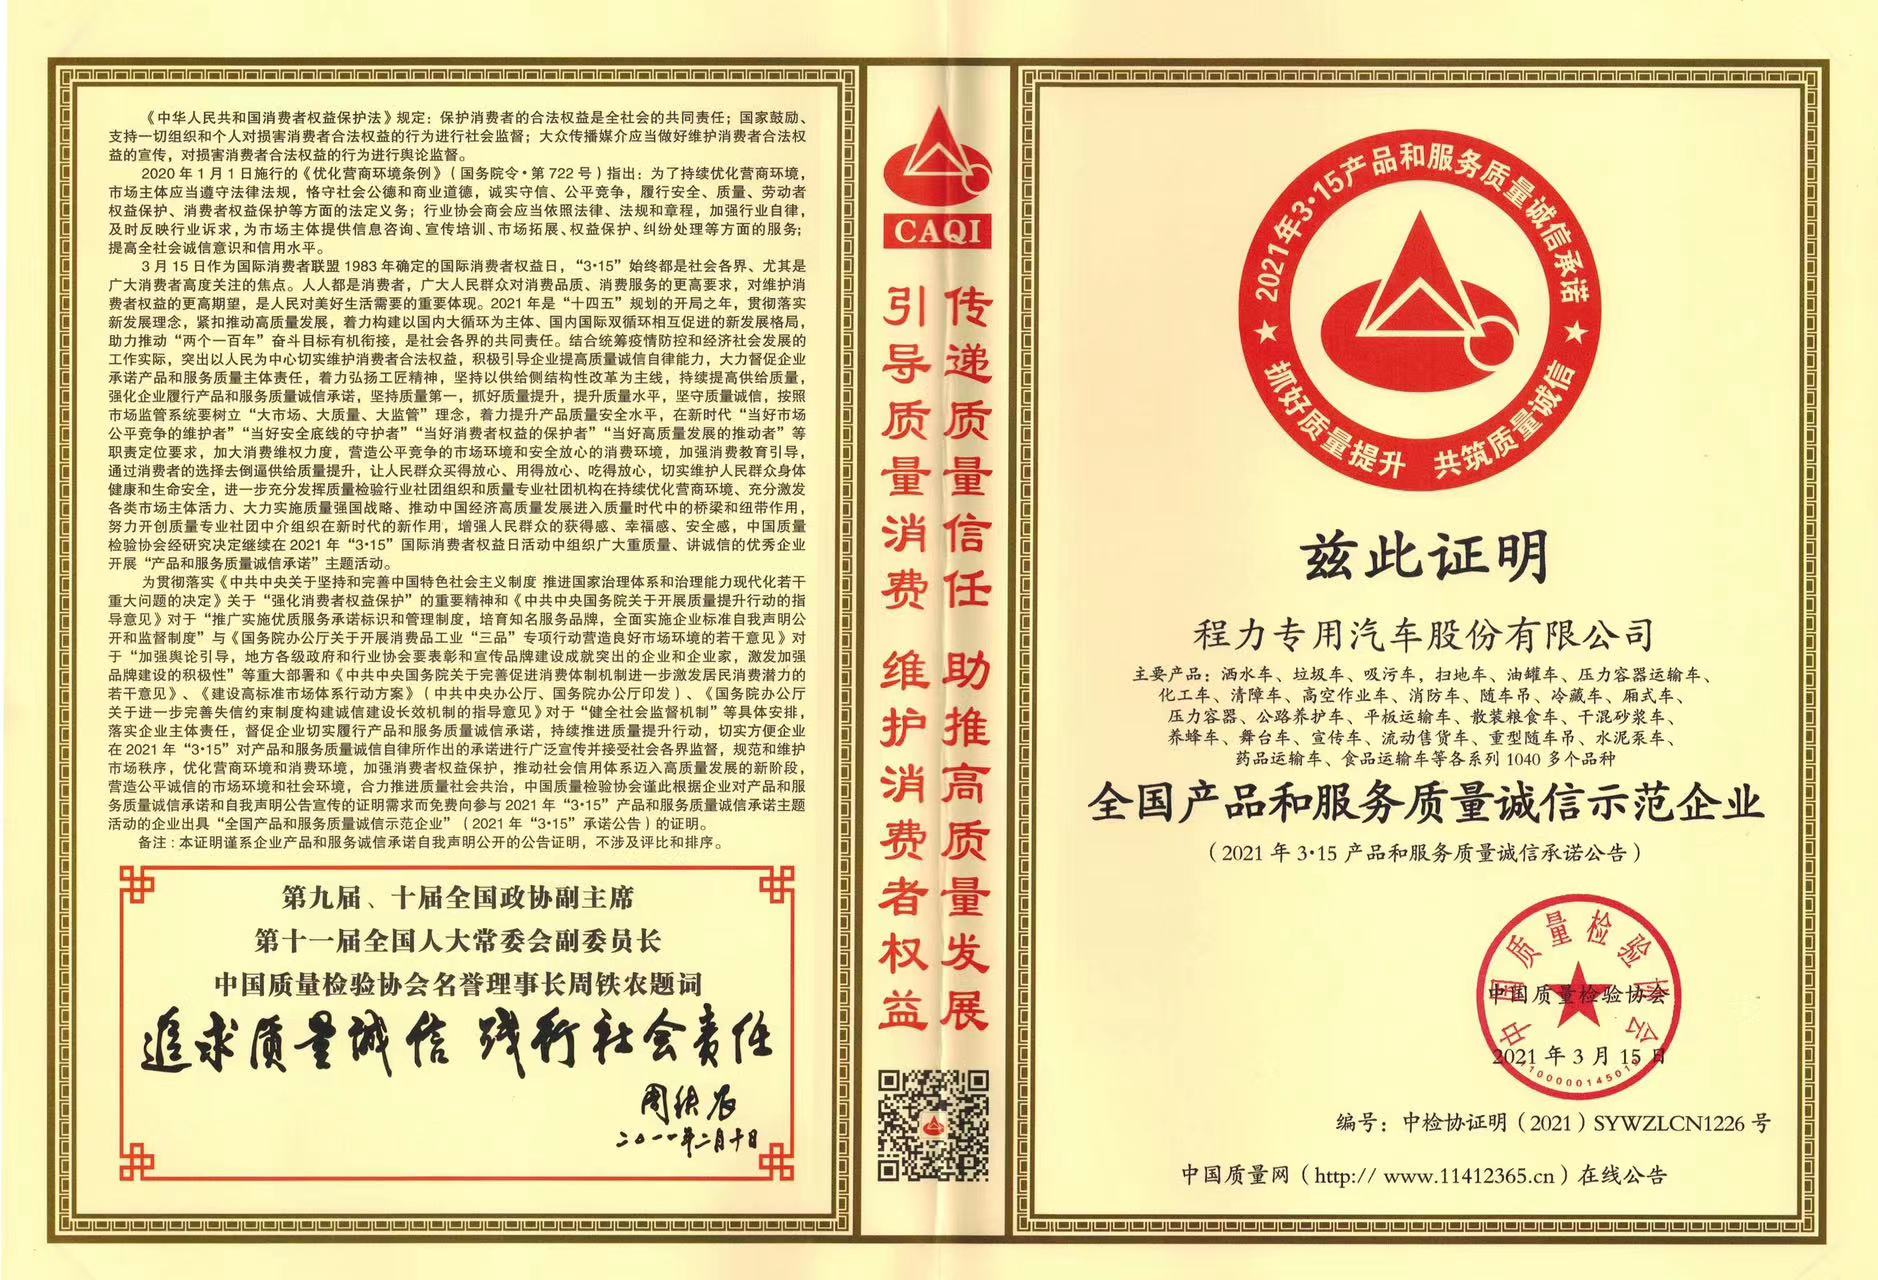 《中华人民共和国消费者权益保护法》规定：保护消费者的合法权益是全社会的共同责任；国家鼓励、
支持一切组织和个人对损害消费者合法权益的行为进行社会监督；大众传播媒介应当做好维护消费者合法权
益的宣传，对损害消费者合法权益的行为进行舆论监督。
2020年1月1日施行的《优化营商环境条例》（国务院令·第722号）指出：为了持续优化营商环境，
市场主体应当遵守法律法规，恪守社会公德和商业道德，诚实守信、公平竞争，履行安全、质量、劳动者
权益保护、消费者权益保护等方面的法定义务；行业协会商会应当依照法律、法规和章程，加强行业自律，
及时反映行业诉求，为市场主体提供信息咨询、宣传培训、市场拓展、权益保护、纠纷处理等方面的服务；
提高全社会诚信意识和信用水平。
3月15日作为国际消费者联盟1983年确定的国际消费者权益日，“3•15”始终都是社会各界、尤其是
广大消费者高度关注的焦点。人人都是消费者，广大人民群众对消费品质、消费服务的更高要求，对维护消
费者权益的更高期望，是人民对美好生活需要的重要体现。2021年是“十四五”规划的开局之年，贯彻落实
新发展理念，紧扣推动高质量发展，着力构建以国内大循环为主体、国内国际双循环相互促进的新发展格局，
助力推动“两个一百年”奋斗目标有机衔接，是社会各界的共同责任。结合统筹疫情防控和经济社会发展的
工作实际，突出以人民为中心切实维护消费者合法权益，积极引导企业提高质量诚信自律能力，大力督促企业
承诺产品和服务质量主体责任，着力弘扬工匠精神，坚持以供给侧结构性改革为主线，持续提高供给质量，
强化企业履行产品和服务质量诚信承诺，坚持质量第一，抓好质量提升，提升质量水平，坚守质量诚信，按照
市场监管系统要树立“大市场、大质量、大监管”理念，着力提升产品质量安全水平，在新时代“当好市场
公平竞争的维护者”“当好安全底线的守护者”“当好消费者权益的保护者”“当好高质量发展的推动者”等
职责定位要求，加大消费维权力度，营造公平竞争的市场环境和安全放心的消费环境，加强消费教育引导，
通过消费者的选择去倒逼供给质量提升，让人民群众买得放心、用得放心、吃得放心，切实维护人民群众身体
健康和生命安全，进一步充分发挥质量检验行业社团组织和质量专业社团机构在持续优化营商环境、充分激发
各类市场主体活力、大力实施质量强国战略、推动中国经济高质量发展进入质量时代中的桥梁和纽带作用，
努力开创质量专业社团中介组织在新时代的新作用，增强人民群众的获得感、幸福感、安全感，中国质量
检验协会经研究决定继续在2021年“3•15”国际消费者权益日活动中组织广大重质量、讲诚信的优秀企业
开展“产品和服务质量诚信承诺”主题活动。
为贯彻落实《中共中央关于坚持和完善中国特色社会主义制度 推进国家治理体系和治理能力现代化若干
重大问题的决定》关于“强化消费者权益保护”的重要精神和《中共中央国务院关于开展质量提升行动的指
导意见》对于“推广实施优质服务承诺标识和管理制度，培育知名服务品牌，全面实施企业标准自我声明公
开和监督制度”与《国务院办公厅关于开展消费品工业“三品”专项行动营造良好市场环境的若干意见》对
于“加强舆论引导，地方各级政府和行业协会要表彰和宣传品牌建设成就突出的企业和企业家，激发加强
品牌建设的积极性”等重大部署和《中共中央国务院关于完善促进消费体制机制进一步激发居民消费潜力的
若干意见》、《建设高标准市场体系行动方案》（中共中央办公厅、国务院办公厅印发）、《国务院办公厅
关于进一步完善失信约束制度构建诚信建设长效机制的指导意见》对于“健全社会监督机制”等具体安排，
落实企业主体责任，督促企业切实履行产品和服务质量诚信承诺，持续推进质量提升行动，切实方便企业
在2021年“3•15”对产品和服务质量诚信自律所作出的承诺进行广泛宣传并接受社会各界监督，规范和维护
市场秩序，优化营商环境和消费环境，加强消费者权益保护，推动社会信用体系迈入高质量发展的新阶段，
营造公平诚信的市场环境和社会环境，合力推进质量社会共治，中国质量检验协会谨此根据企业对产品和服
务质量诚信承诺和自我声明公告宣传的证明需求而免费向参与2021年“3•15”产品和服务质量诚信承诺主题
活动的企业出具“全国产品和服务质量诚信示范企业”（2021年“3•15”承诺公告）的证明。
备注：本证明谨系企业产品和服务诚信承诺自我声明公开的公告证明，不涉及评比和排序。
第九届、十届全国政协副主席
第十一届全国人大常委会副委员长
中国质量检验协会名誉理事长周铁农题词
追求质量诚信 践行社会责任
周铁农
二〇一一年二月十日
CAQI
传递质量信任 助推高质量发展
引导质量消费 维护消费者权益
2021年3·15产品和服务质量诚信承诺
抓好质量提升 共筑质量诚信
兹此证明
程力专用汽车股份有限公司
主要产品：洒水车、垃圾车、吸污车，扫地车、油罐车、压力容器运输车、
化工车、清障车、高空作业车、消防车、随车吊、冷藏车、厢式车、
压力容器、公路养护车、平板运输车、散装粮食车、干混砂浆车、
养蜂车、舞台车、宣传车、流动售货车、重型随车吊、水泥泵车、
药品运输车、食品运输车等各系列1040多个品种
全国产品和服务质量诚信示范企业
（2021年3·15产品和服务质量诚信承诺公告）
中国质量检验协会
中国质量检验协会
2021年3月15日
编号：中检协证明（2021）SYWZLCN1226号
中国质量网（http:// www.11412365.cn）在线公告